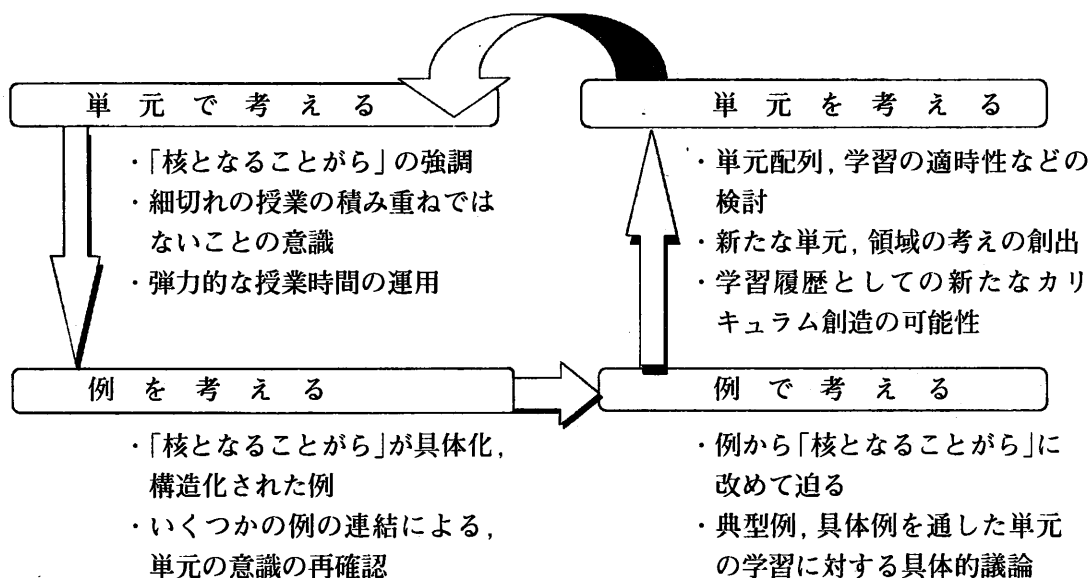 単元で考える
・「核となることがら」の強調
・細切れの授業の積み重ねでは
ないことの意識
・弾力的な授業時間の運用
単元を考える
・単元配列，学習の適時性などの
検討
・新たな単元，領域の考えの創出
・学習履歴としての新たなカリ
キュラム創造の可能性
例を考える
・「核となることがら」が具体化，
構造化された例
・いくつかの例の連結による，
単元の意識の再確認
例で考える
・例から「核となることがら」に
改めて迫る
・典型例，具体例を通した単元
の学習に対する具体的議論